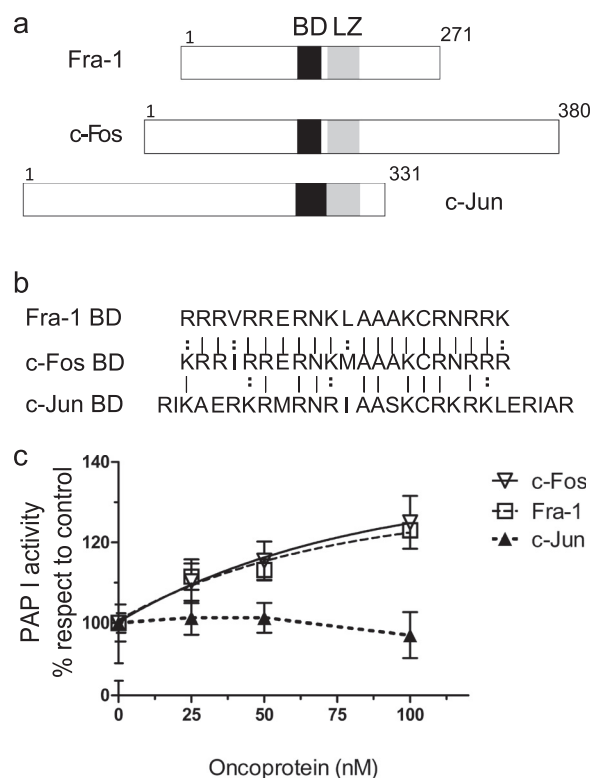 a
BD LZ
1
271
Fra-1
1
380
c-Fos
1
331
c-Jun
b
Fra-1 BD RRRVRRERNKLAAAKCRNRRK
c-Fos BD KRRIRRERNKMAAAKCRNRRR
c-Jun BD RIKAERKRMRNRIAASKCRKRKLERIAR
c
PAP I activity
% respect to control
140
120
100
0
0 25 50 75 100
Oncoprotein (nM)
c-Fos
Fra-1
c-Jun